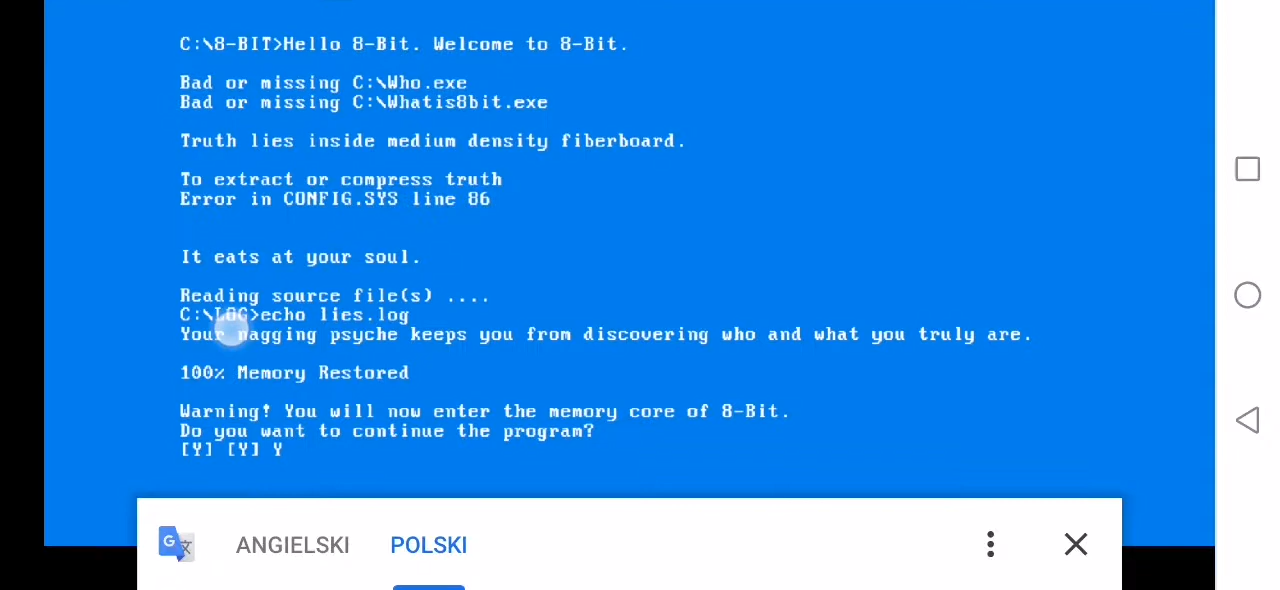 C:\8-BIT>Hello 8-Bit. Welcome to 8-Bit.
Bad or missing C:\Who.exe
Bad or missing C:\Whatis8bit.exe
Truth lies inside medium density fiberboard.
To extract or compress truth
Error in CONFIG.SYS line 86
It eats at your soul.
Reading source file(s) ....
C:\LOG>echo lies.log
Your nagging psyche keeps you from discovering who and what you truly are.
100% Memory Restored
Warning! You will now enter the memory core of 8-Bit.
Do you want to continue the program?
[Y] [Y] Y
G 文 ANGIELSKI POLSKI